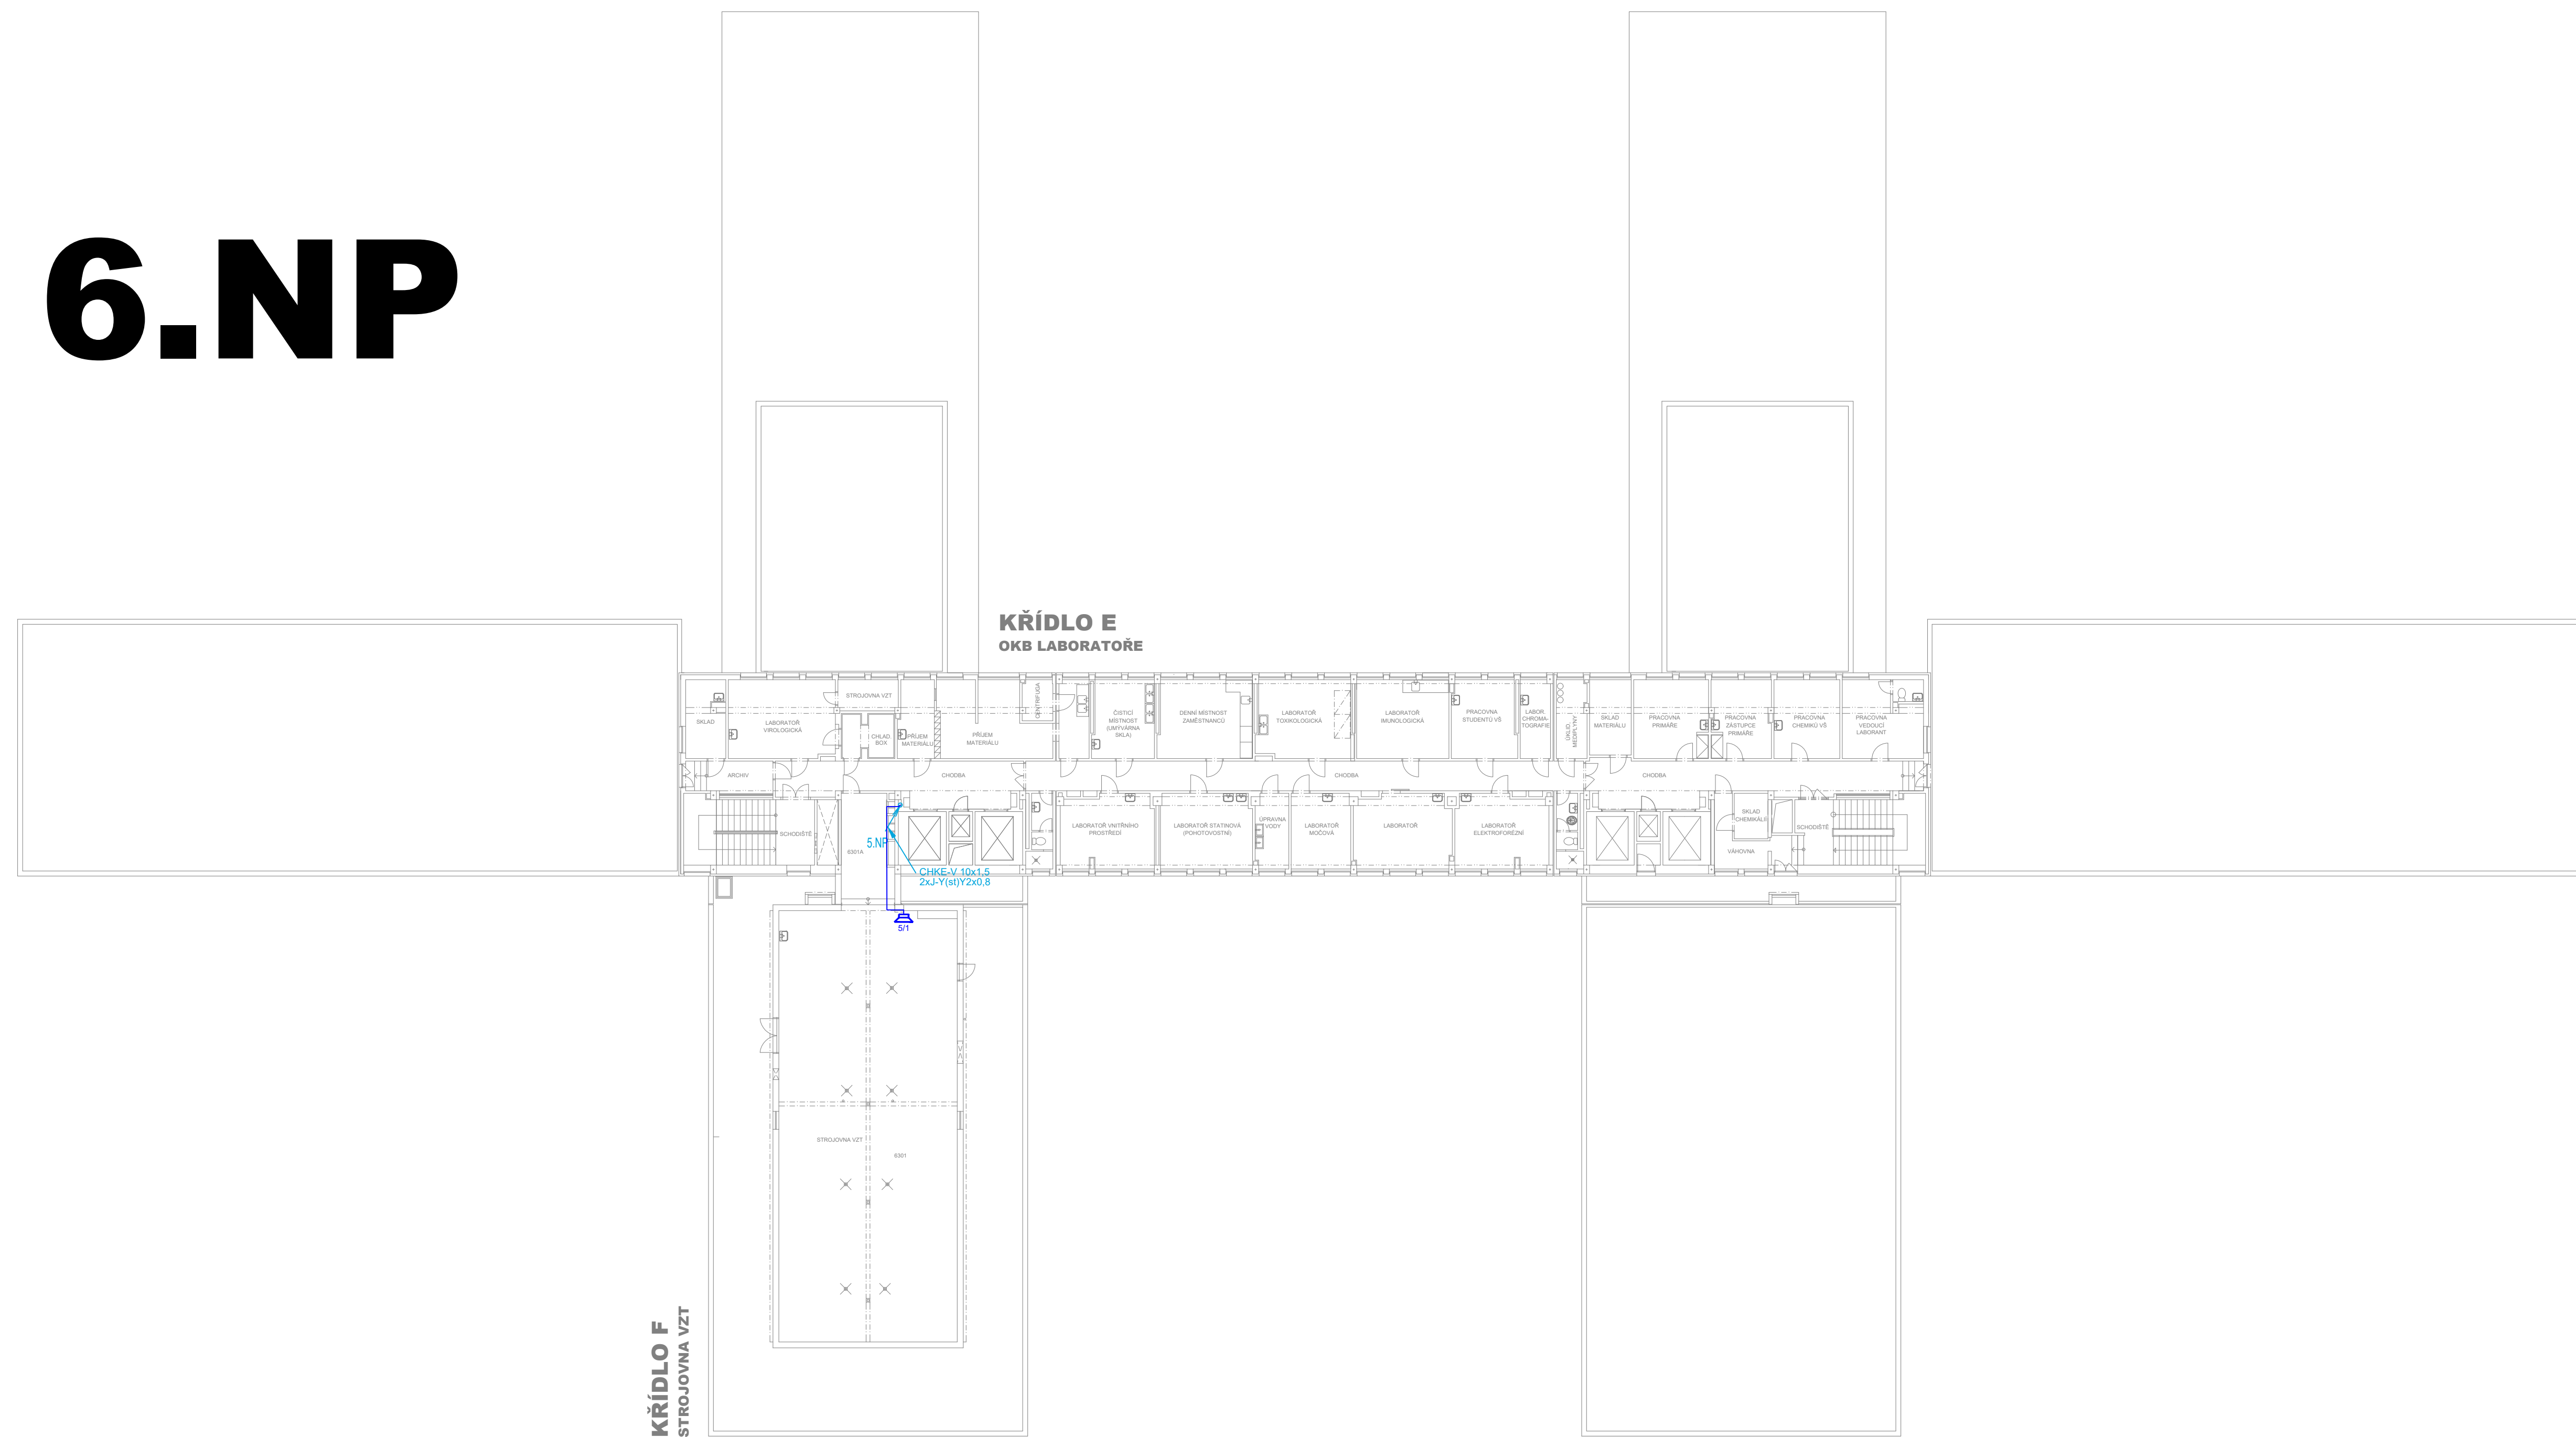 6.NP
KŘÍDLO E
OKB LABORATOŘE
SKLAD
LABORATOŘ
VIROLOGICKÁ
STROJOVNA VZT
CHLAD.
BOX
PŘÍJEM
MATERIÁLU
PŘÍJEM
MATERIÁLU
CENTRIFUGA
ČISTICÍ
MÍSTNOST
(UMÝVÁRNA
SKLA)
DENNÍ MÍSTNOST
ZAMĚSTNANCŮ
LABORATOŘ
TOXIKOLOGICKÁ
LABORATOŘ
IMUNOLOGICKÁ
PRACOVNA
STUDENTŮ VŠ
LABOR.
CHROMA-
TOGRAFIE
ÚKLID,
MEDIPLYNY
SKLAD
MATERIÁLU
PRACOVNA
PRIMÁŘE
PRACOVNA
ZÁSTUPCE
PRIMÁŘE
PRACOVNA
CHEMIKŮ VŠ
PRACOVNA
VEDOUCÍ
LABORANT
ARCHIV
CHODBA
CHODBA
CHODBA
SCHODIŠTĚ
6301A
5.NP
CHKE-V 10x1,5
2xJ-Y(st)Y2x0,8
LABORATOŘ VNITŘNÍHO
PROSTŘEDÍ
LABORATOŘ STATINOVÁ
(POHOTOVOSTNÍ)
ÚPRAVNA
VODY
LABORATOŘ
MOČOVÁ
LABORATOŘ
LABORATOŘ
ELEKTROFORÉZNÍ
SKLAD
CHEMIKÁLIÍ
VÁHOVNA
SCHODIŠTĚ
5/1
STROJOVNA VZT
6301
KŘÍDLO F
STROJOVNA VZT